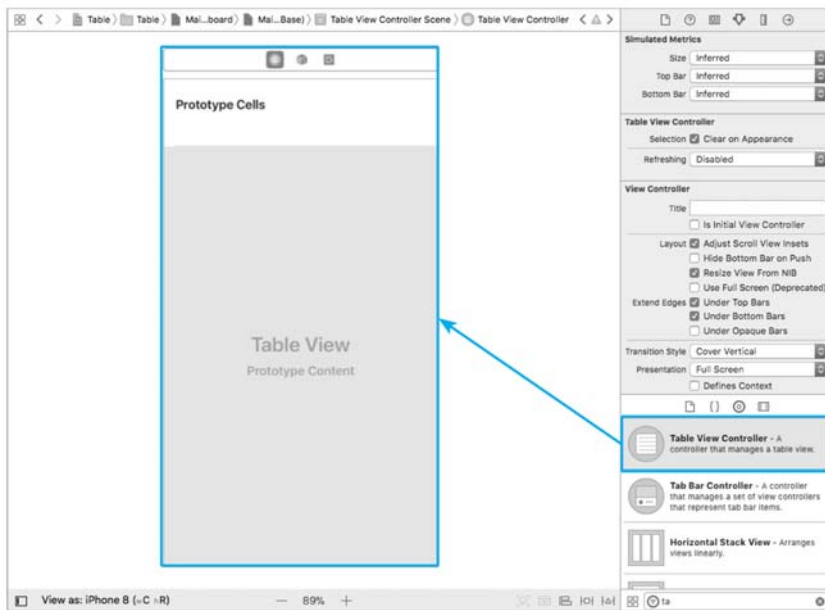 Table
Table
Mai...board)
Mai...Base)
Table View Controller Scene
Table View Controller
Prototype Cells
Table View
Prototype Content
View as: iPhone 8 (wC hR)
— 89% +
Simulated Metrics
Size Inferred
Top Bar Inferred
Bottom Bar Inferred
Table View Controller
Selection Clear on Appearance
Refreshing Disabled
View Controller
Title
Is Initial View Controller
Layout Adjust Scroll View Insets
Hide Bottom Bar on Push
Resize View From NIB
Use Full Screen (Deprecated)
Extend Edges Under Top Bars
Under Bottom Bars
Under Opaque Bars
Transition Style Cover Vertical
Presentation Full Screen
Defines Context
Table View Controller - A
controller that manages a table view.
Tab Bar Controller - A controller
that manages a set of view controllers
that represent tab bar items.
Horizontal Stack View - Arranges
views linearly.
ta